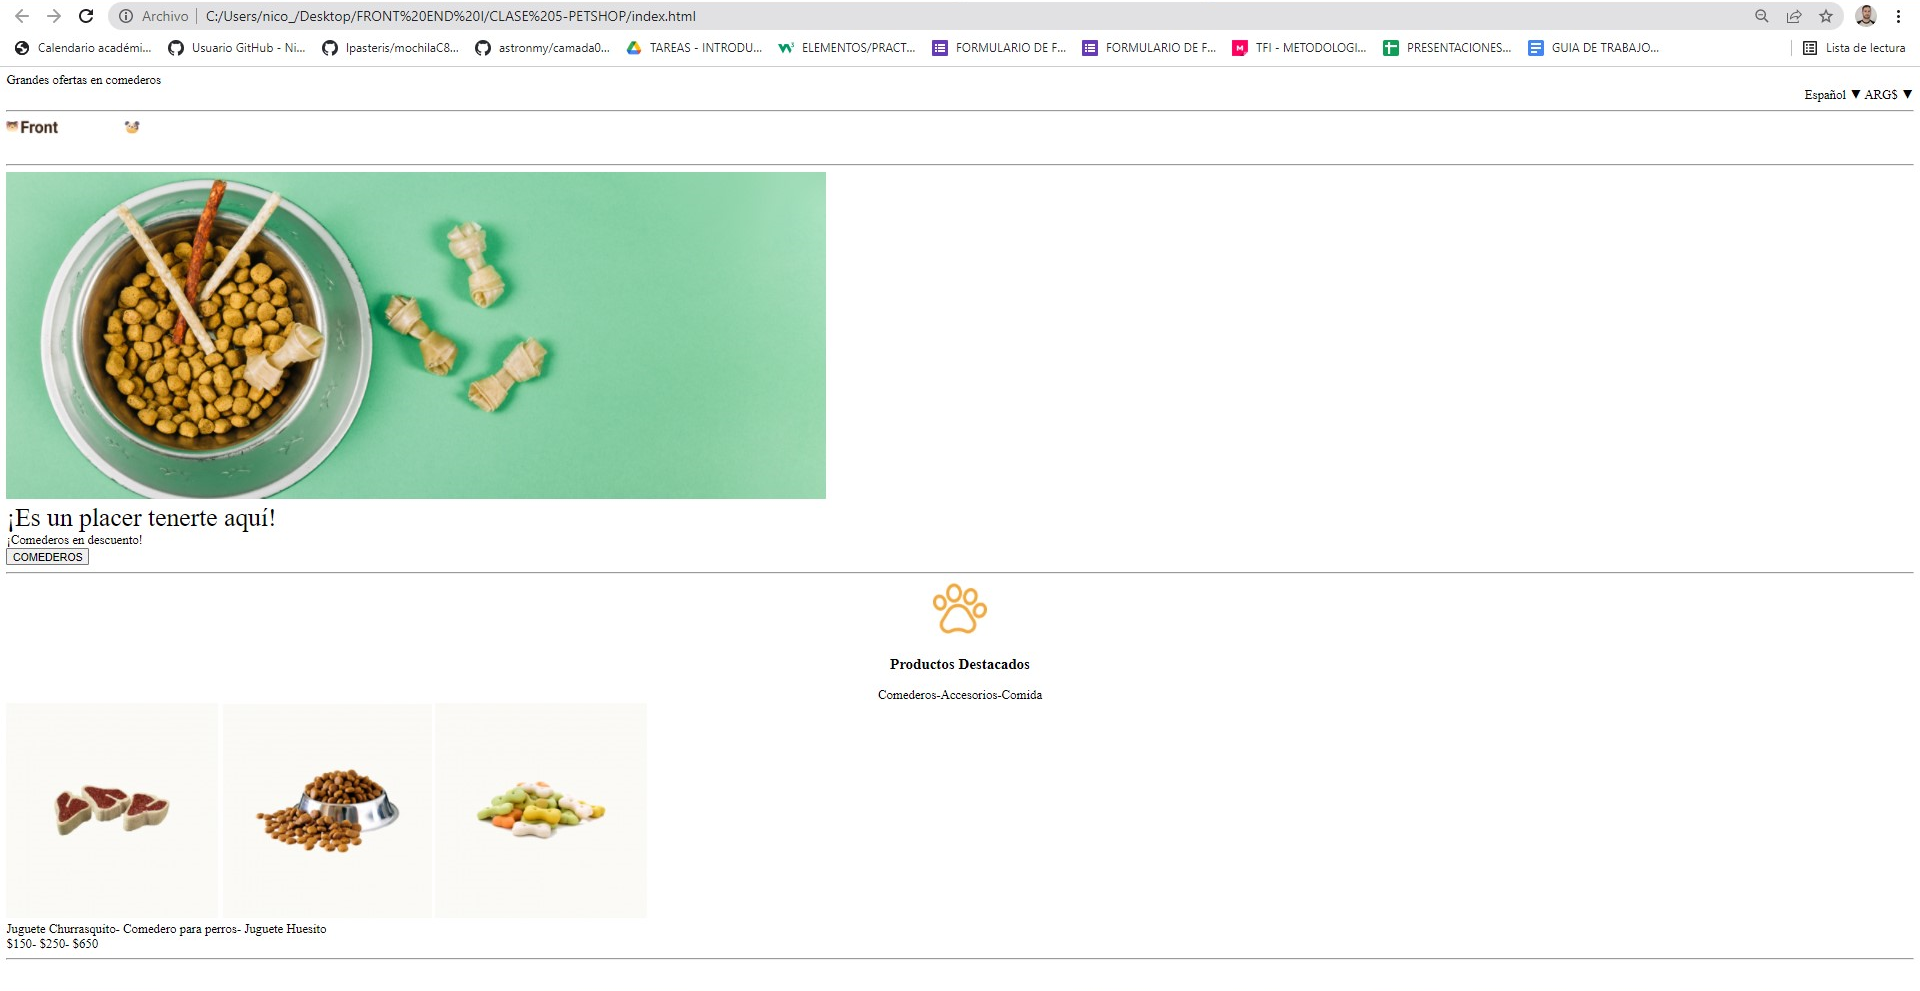 Archivo | C:/Users/nico_/Desktop/FRONT%20END%20I/CLASE%205-PETSHOP/index.html
Calendario académi... Usuario GitHub - Ni... lpasteris/mochilaC8... astronmy/camada0... TAREAS - INTRODU... ELEMENTOS/PRACT... FORMULARIO DE F... FORMULARIO DE F... TFI - METODOLOGI... PRESENTACIONES... GUIA DE TRABAJO... Lista de lectura
Grandes ofertas en comederos
Español ▼ ARG$ ▼
Front
¡Es un placer tenerte aquí!
¡Comederos en descuento!
COMEDEROS
Productos Destacados
Comederos-Accesorios-Comida
Juguete Churrasquito- Comedero para perros- Juguete Huesito
$150- $250- $650